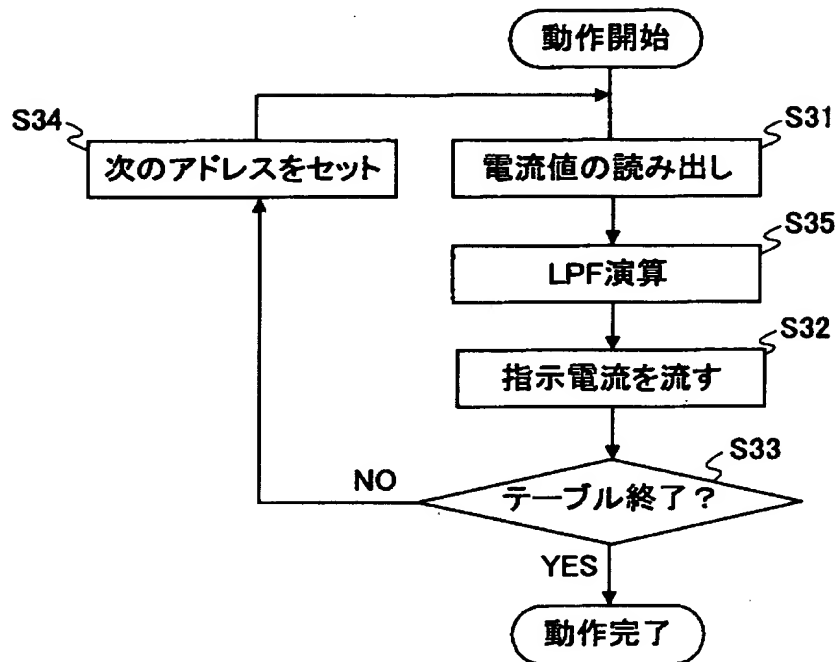 動作開始
S34
次のアドレスをセット
S31
電流値の読み出し
S35
LPF演算
S32
指示電流を流す
S33
NO
テーブル終了？
YES
動作完了